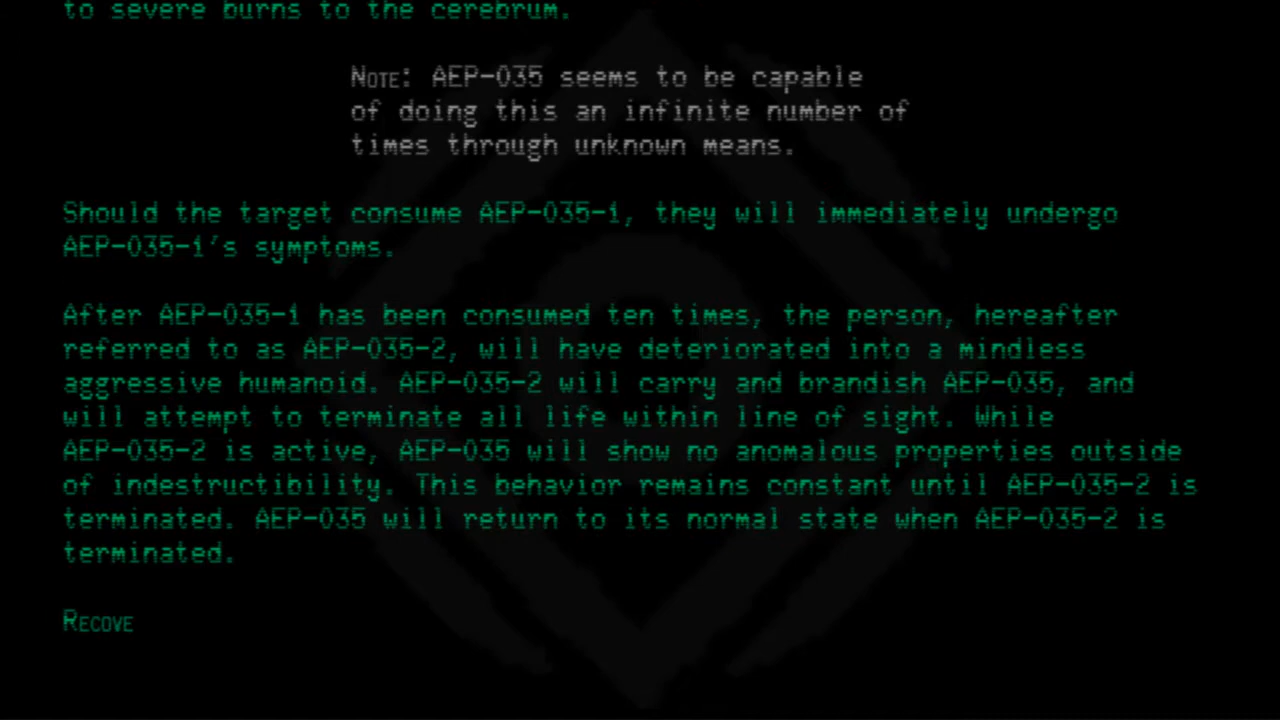 to severe burns to the cerebrum.
Note: AEP-035 seems to be capable
of doing this an infinite number of
times through unknown means.
Should the target consume AEP-035-1, they will immediately undergo
AEP-035-1's symptoms.
After AEP-035-1 has been consumed ten times, the person, hereafter
referred to as AEP-035-2, will have deteriorated into a mindless
aggressive humanoid. AEP-035-2 will carry and brandish AEP-035, and
will attempt to terminate all life within line of sight. While
AEP-035-2 is active, AEP-035 will show no anomalous properties outside
of indestructibility. This behavior remains constant until AEP-035-2 is
terminated. AEP-035 will return to its normal state when AEP-035-2 is
terminated.
Recove